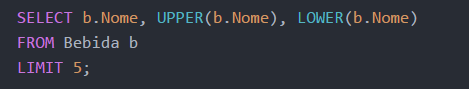 SELECT b.Nome, UPPER(b.Nome), LOWER(b.Nome)
FROM Bebida b
LIMIT 5;